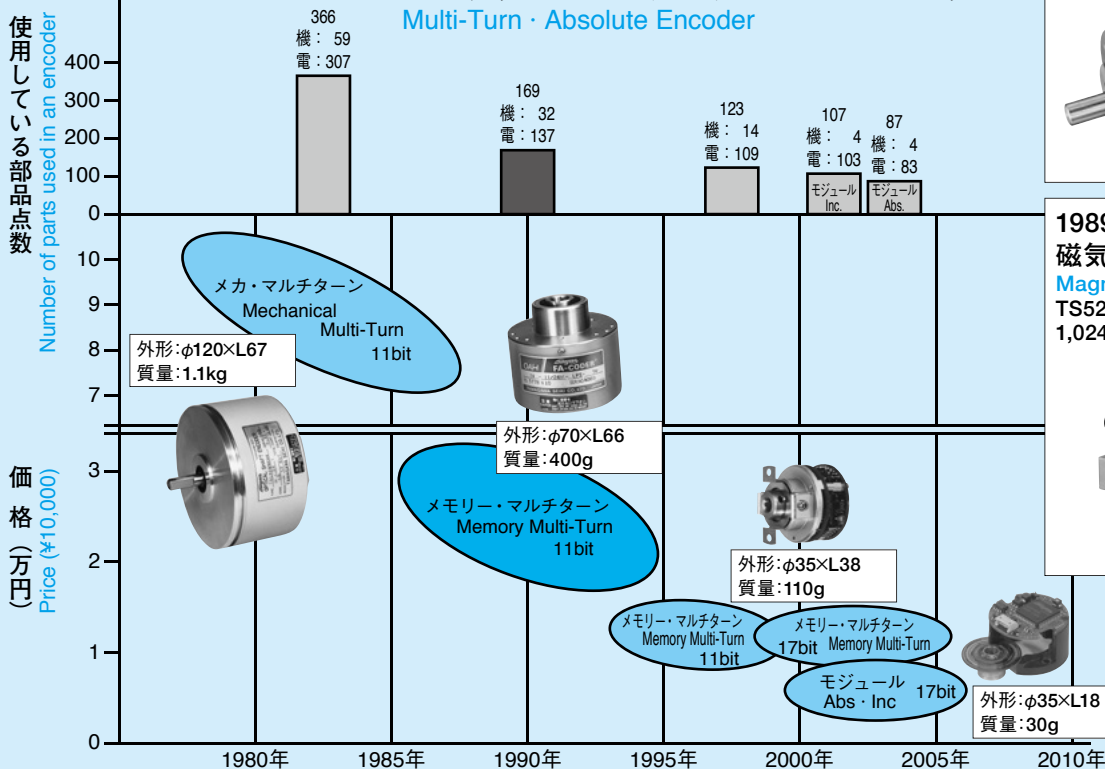 Multi-Turn · Absolute Encoder
使用している部品点数
Number of parts used in an encoder
400
300
200
100
0
366
機： 59
電：307
169
機： 32
電：137
123
機： 14
電：109
107
機： 4
電：103
モジュール
Inc.
87
機： 4
電：83
モジュール
Abs.
10
9
8
7
メカ・マルチターン
Mechanical
Multi-Turn
11bit
外形：φ120×L67
質量：1.1kg
FA-CODER
外形：φ70×L66
質量：400g
価格（万円）
Price (¥10,000)
3
2
1
0
メモリー・マルチターン
Memory Multi-Turn
11bit
外形：φ35×L38
質量：110g
メモリー・マルチターン
Memory Multi-Turn
11bit
メモリー・マルチターン
17bit Memory Multi-Turn
モジュール 17bit
Abs · Inc
外形：φ35×L18
質量：30g
1980年
1985年
1990年
1995年
2000年
2005年
2010年
1989
磁気
Magn
TS52
1,024